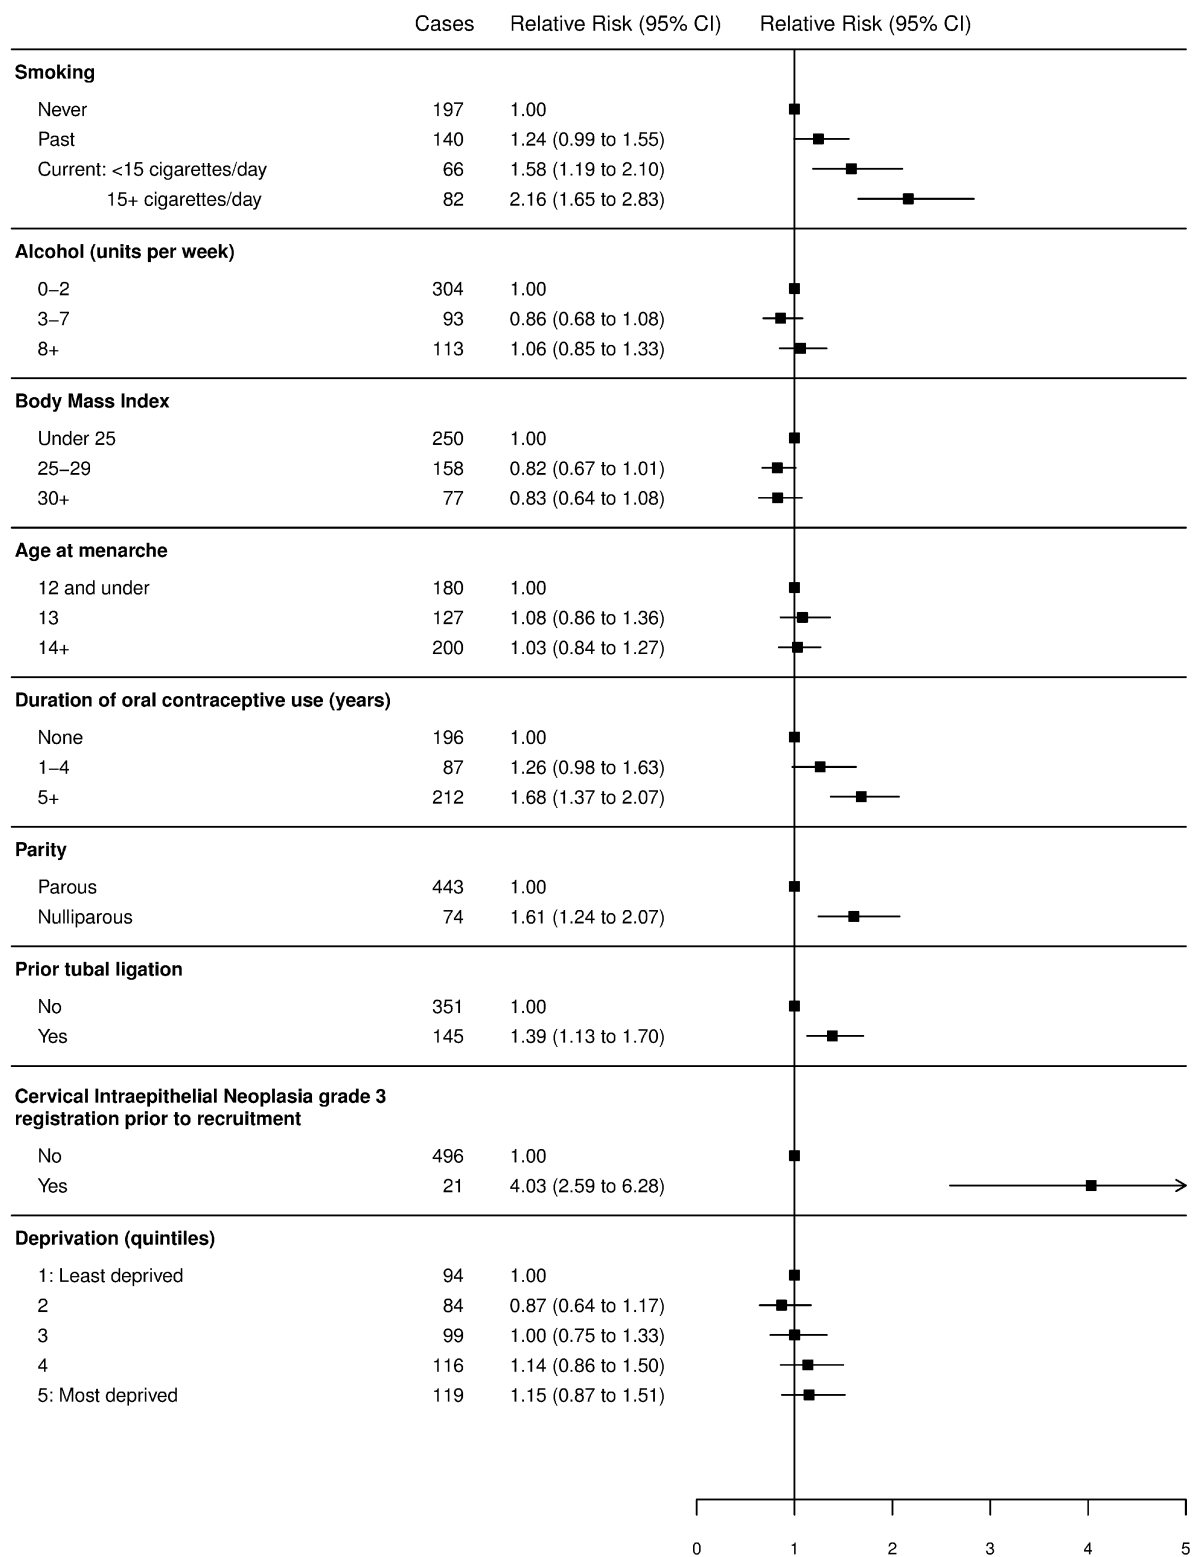 Cases Relative Risk (95% CI) Relative Risk (95% CI)
Smoking
Never 197 1.00
Past 140 1.24 (0.99 to 1.55)
Current: <15 cigarettes/day 66 1.58 (1.19 to 2.10)
15+ cigarettes/day 82 2.16 (1.65 to 2.83)
Alcohol (units per week)
0−2 304 1.00
3−7 93 0.86 (0.68 to 1.08)
8+ 113 1.06 (0.85 to 1.33)
Body Mass Index
Under 25 250 1.00
25−29 158 0.82 (0.67 to 1.01)
30+ 77 0.83 (0.64 to 1.08)
Age at menarche
12 and under 180 1.00
13 127 1.08 (0.86 to 1.36)
14+ 200 1.03 (0.84 to 1.27)
Duration of oral contraceptive use (years)
None 196 1.00
1−4 87 1.26 (0.98 to 1.63)
5+ 212 1.68 (1.37 to 2.07)
Parity
Parous 443 1.00
Nulliparous 74 1.61 (1.24 to 2.07)
Prior tubal ligation
No 351 1.00
Yes 145 1.39 (1.13 to 1.70)
Cervical Intraepithelial Neoplasia grade 3
registration prior to recruitment
No 496 1.00
Yes 21 4.03 (2.59 to 6.28)
Deprivation (quintiles)
1: Least deprived 94 1.00
2 84 0.87 (0.64 to 1.17)
3 99 1.00 (0.75 to 1.33)
4 116 1.14 (0.86 to 1.50)
5: Most deprived 119 1.15 (0.87 to 1.51)
0 1 2 3 4 5